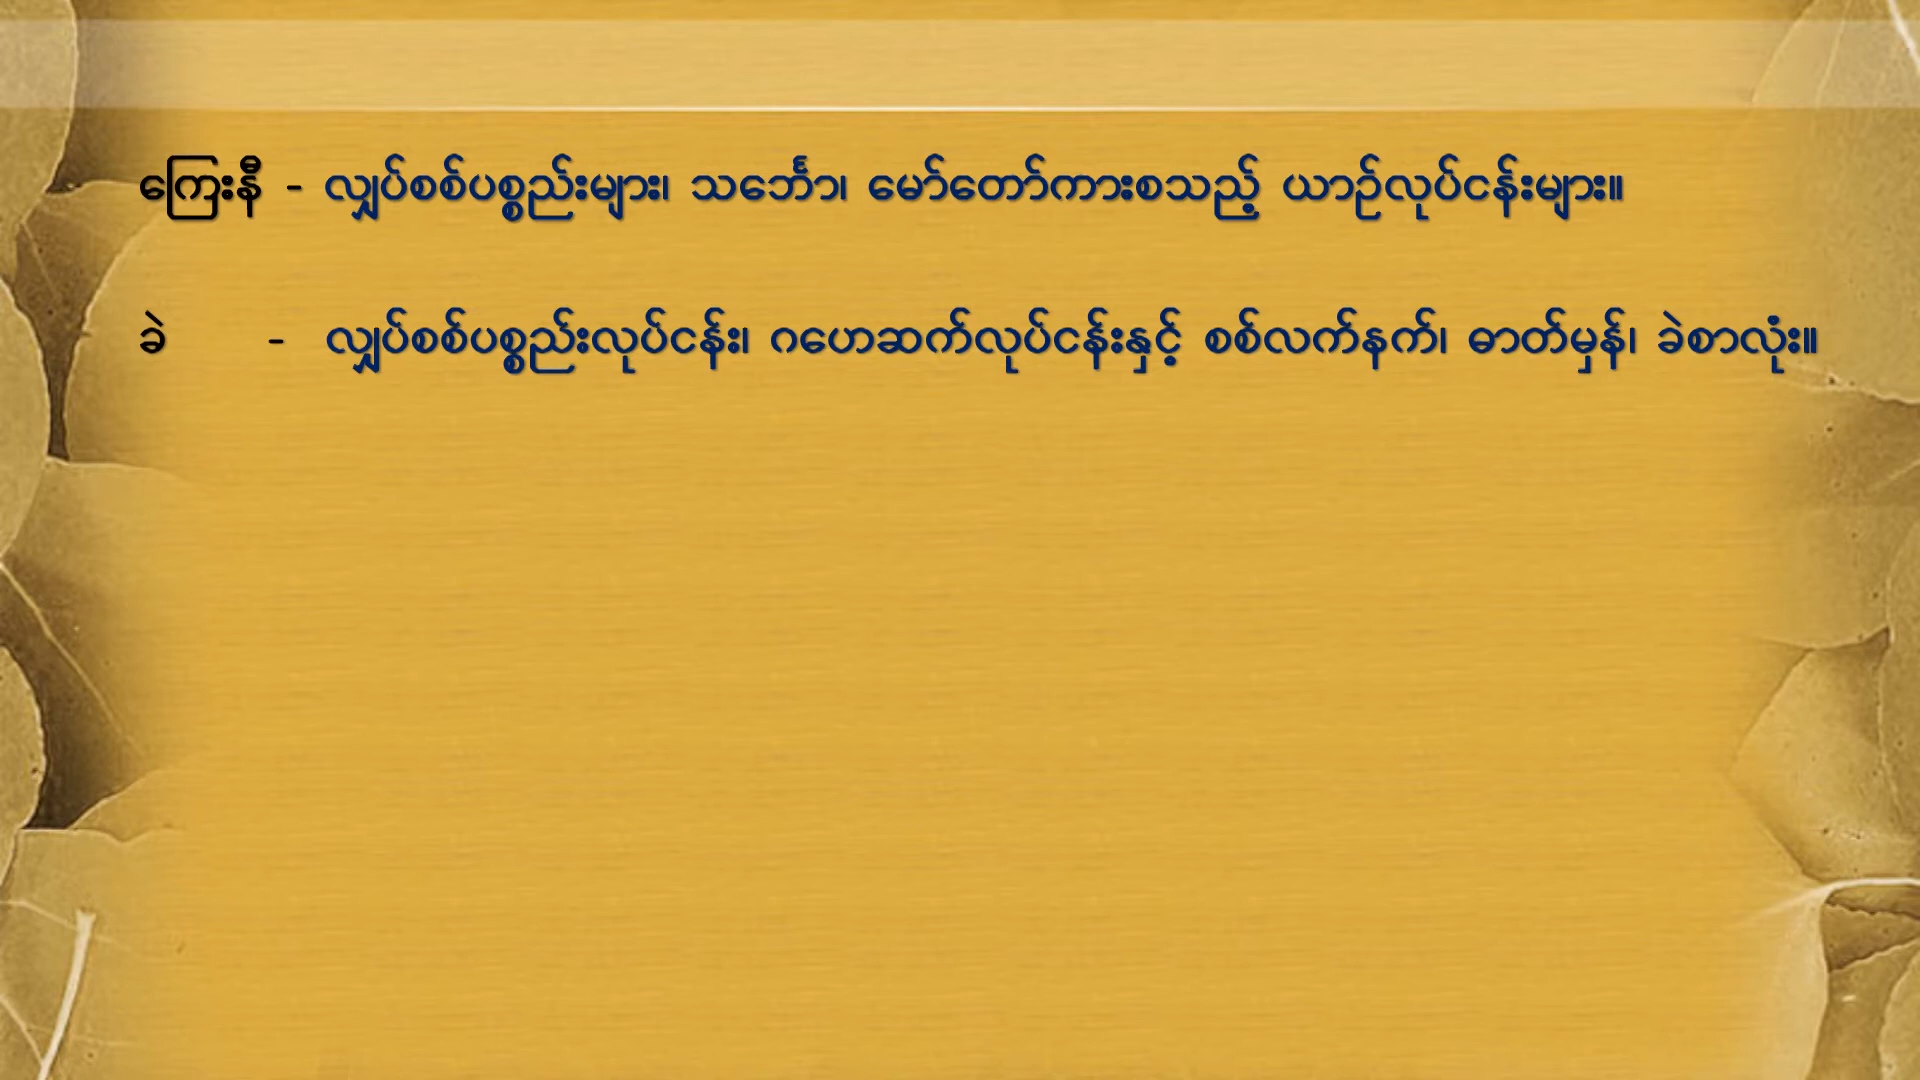 ကြေးနီ - လျှပ်စစ်ပစ္စည်းများ၊ သင်္ဘော၊ မော်တော်ကားစသည့် ယာဉ်လုပ်ငန်းများ။
ခဲ - လျှပ်စစ်ပစ္စည်းလုပ်ငန်း၊ ဂဟေဆက်လုပ်ငန်းနှင့် စစ်လက်နက်၊ ဓာတ်မှန်၊ ခဲစာလုံး။